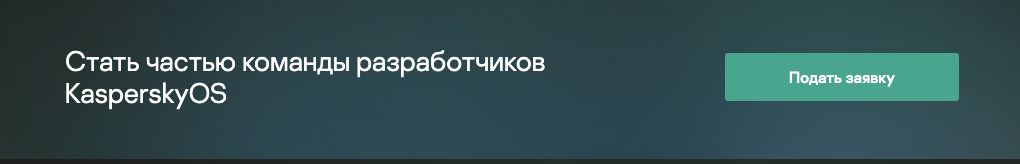 Стать частью команды разработчиков
KasperskyOS
Подать заявку